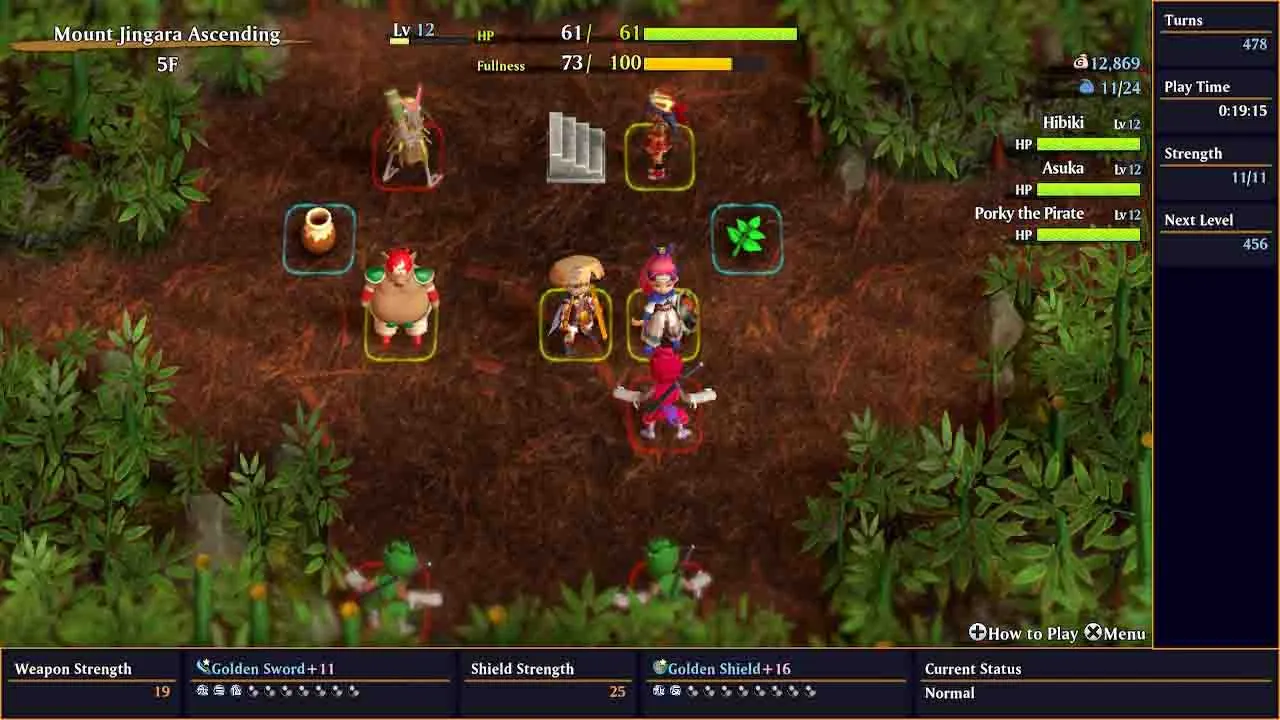 Mount Jingara Ascending
5F
Lv 12
HP 61/ 61
Fullness 73/ 100
G 12,869
11/24
Hibiki Lv 12
HP
Asuka Lv 12
HP
Porky the Pirate Lv 12
HP
Turns
478
Play Time
0:19:15
Strength
11/11
Next Level
456
How to Play Menu
Weapon Strength
19
Golden Sword+11
Shield Strength
25
Golden Shield+16
Current Status
Normal